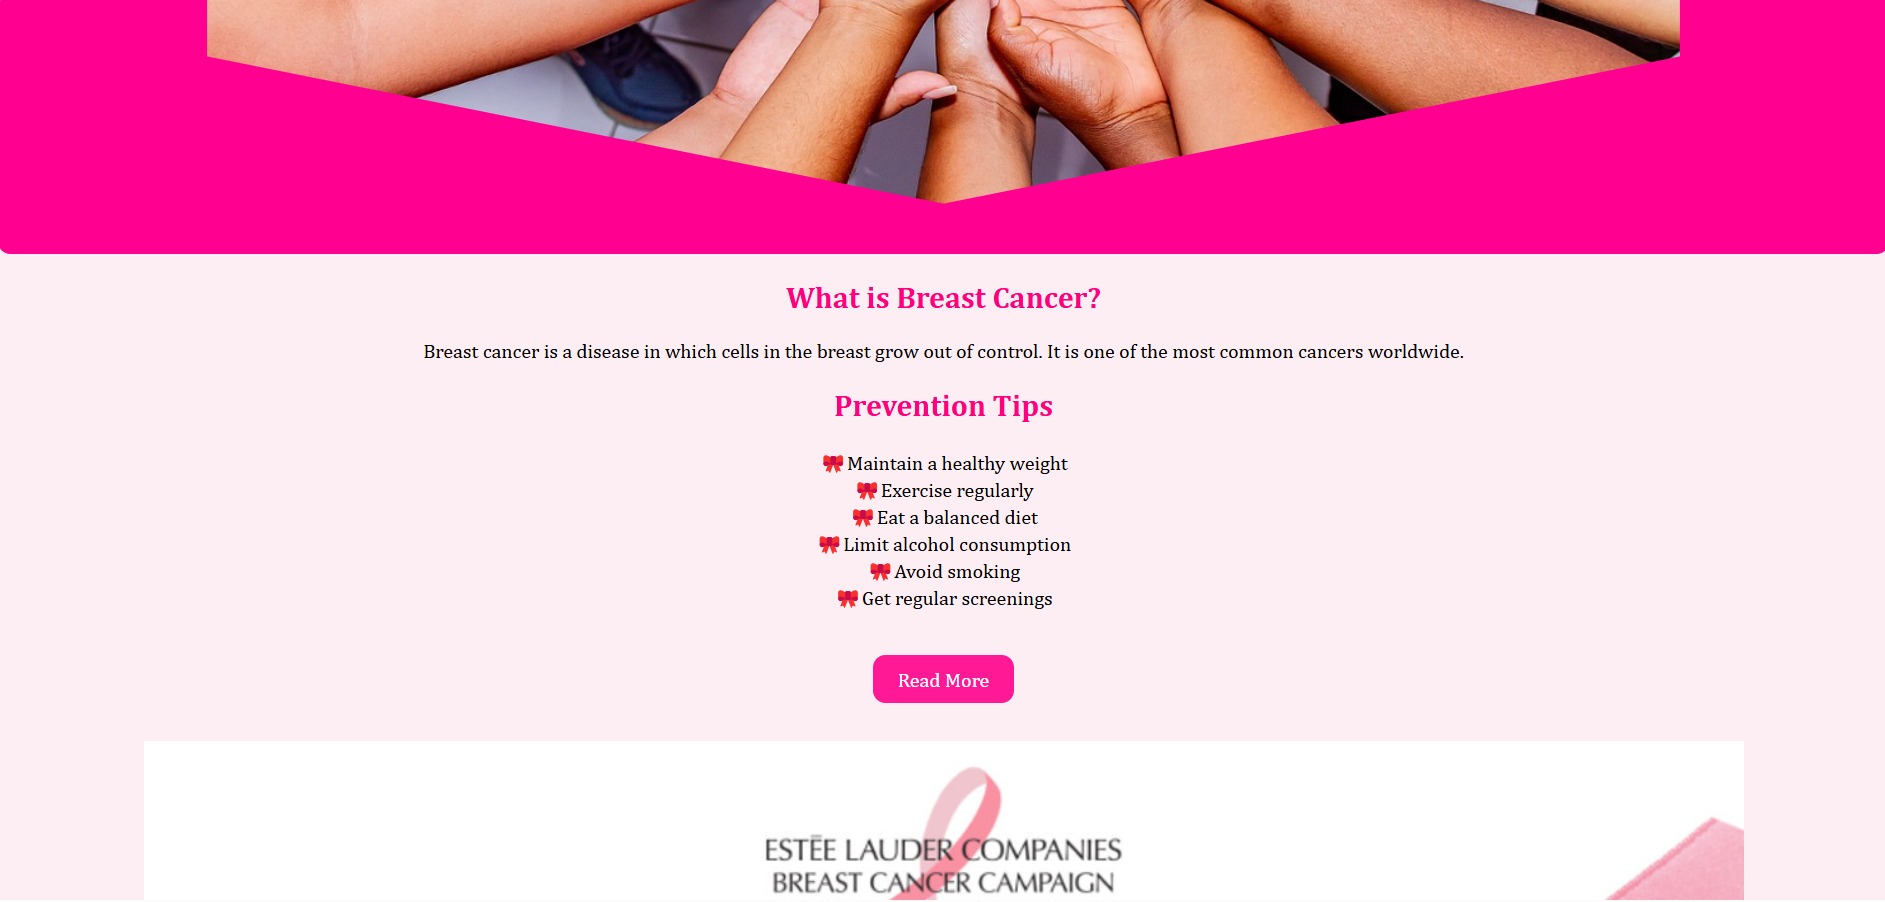 What is Breast Cancer?
Breast cancer is a disease in which cells in the breast grow out of control. It is one of the most common cancers worldwide.
Prevention Tips
🎀 Maintain a healthy weight
🎀 Exercise regularly
🎀 Eat a balanced diet
🎀 Limit alcohol consumption
🎀 Avoid smoking
🎀 Get regular screenings
Read More
ESTĒE LAUDER COMPANIES
BREAST CANCER CAMPAIGN